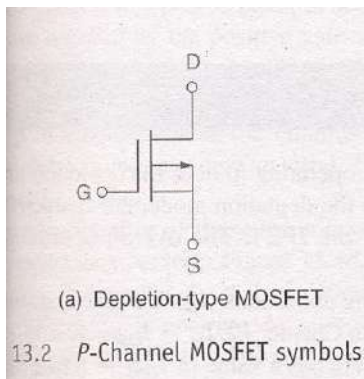 D
G
S
(a) Depletion-type MOSFET
13.2 P-Channel MOSFET symbols